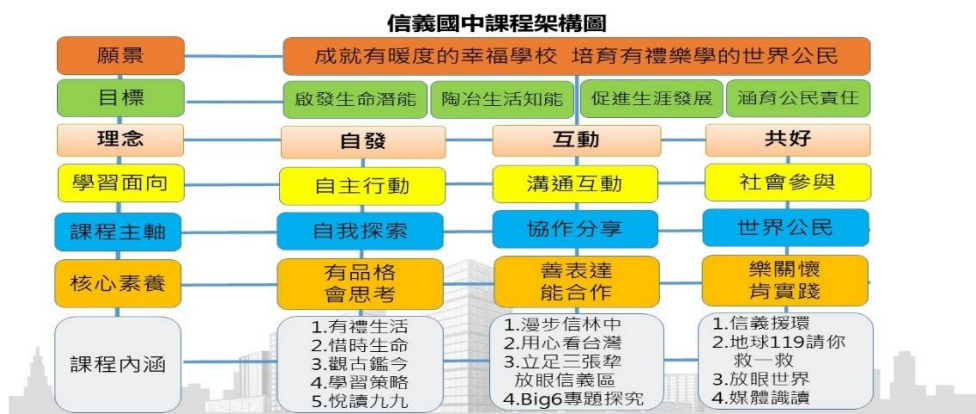 信義國中課程架構圖
願景
成就有暖度的幸福學校 培育有禮樂學的世界公民
目標
啟發生命潛能
陶冶生活知能
促進生涯發展
涵育公民責任
理念
自發
互動
共好
學習面向
自主行動
溝通互動
社會參與
課程主軸
自我探索
協作分享
世界公民
核心素養
有品格
會思考
善表達
能合作
樂關懷
肯實踐
課程內涵
1.有禮生活
2.惜時生命
3.觀古鑑今
4.學習策略
5.悅讀九九
1.漫步信林中
2.用心看台灣
3.立足三張犂
放眼信義區
4.Big6專題探究
1.信義援環
2.地球119請你
救一救
3.放眼世界
4.媒體識讀